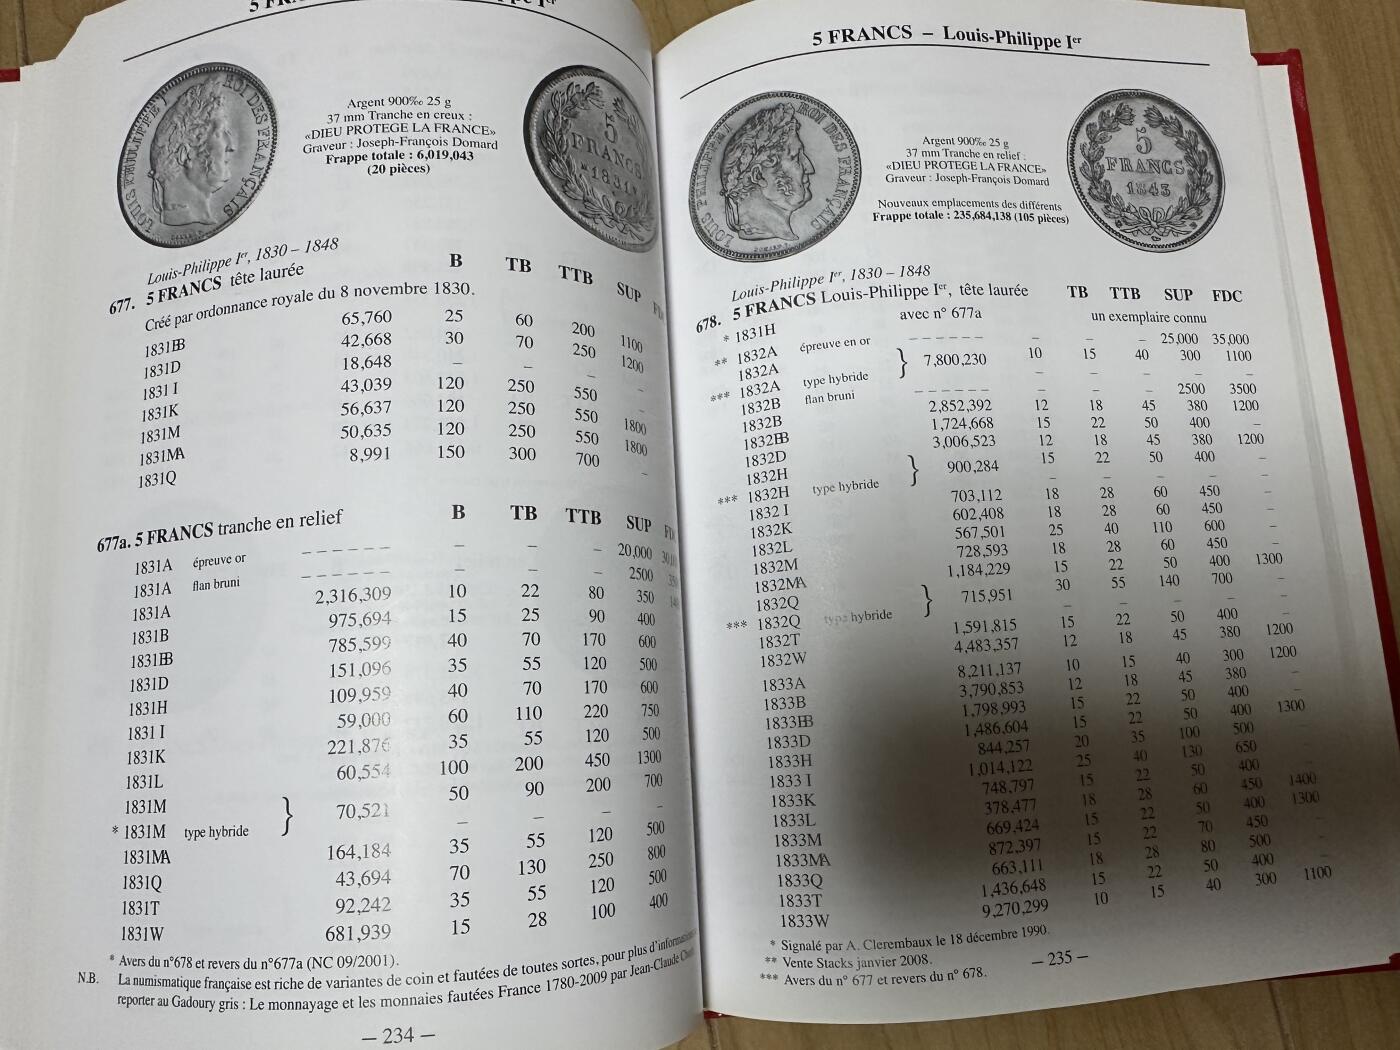 5 FRANCS
Argent 900‰ 25 g
37 mm Tranche en creux :
«DIEU PROTEGE LA FRANCE»
Graveur : Joseph-François Domard
Frappe totale : 6,019,043
(20 pièces)
LOUIS PHILIPPE I ROI DES FRANÇAIS
5 FRANCS 1831
Louis-Philippe Ier, 1830 – 1848
677. 5 FRANCS tête laurée B TB TTB SUP
Créé par ordonnance royale du 8 novembre 1830.
1831BB 65,760 25 60 200 1100
1831D 42,668 30 70 250 1200
1831 I 18,648 – – – –
1831K 43,039 120 250 550 –
1831M 56,637 120 250 550 1800
1831MA 50,635 120 250 550 1800
1831Q 8,991 150 300 700 –
677a. 5 FRANCS tranche en relief B TB TTB SUP
1831A épreuve or – – – – – – – – – 20,000
1831A flan bruni – – – – – – – – – 2500
1831A 2,316,309 10 22 80 350
1831B 975,694 15 25 90 400
1831BB 785,599 40 70 170 600
1831D 151,096 35 55 120 500
1831H 109,959 40 70 170 600
1831 I 59,000 60 110 220 750
1831K 221,876 35 55 120 500
1831L 60,554 100 200 450 1300
1831M } 70,521 50 90 200 700
* 1831M type hybride – – – –
1831MA 164,184 35 55 120 500
1831Q 43,694 70 130 250 800
1831T 92,242 35 55 120 500
1831W 681,939 15 28 100 400
* Avers du n°678 et revers du n°677a (NC 09/2001).
N.B. La numismatique française est riche de variantes de coin et fautées de toutes sortes, pour plus d'informations
reporter au Gadoury gris : Le monnayage et les monnaies fautées France 1780-2009 par Jean-Claude
– 234 –
5 FRANCS – Louis-Philippe Ier
LOUIS PHILIPPE I ROI DES FRANÇAIS
Argent 900‰ 25 g
37 mm Tranche en relief :
«DIEU PROTEGE LA FRANCE»
Graveur : Joseph-François Domard
Nouveaux emplacements des différents
Frappe totale : 235,684,138 (105 pièces)
5 FRANCS 1843
Louis-Philippe Ier, 1830 – 1848
678. 5 FRANCS Louis-Philippe Ier, tête laurée TB TTB SUP FDC
* 1831H avec n° 677a un exemplaire connu
** 1832A épreuve en or – – – – – – – – – 25,000 35,000
1832A } 7,800,230 10 15 40 300 1100
*** 1832A type hybride – – – – –
1832B flan bruni – – – – – – – – – 2500 3500
1832B 2,852,392 12 18 45 380 1200
1832BB 1,724,668 15 22 50 400 –
1832D 3,006,523 12 18 45 380 1200
1832H } 900,284 15 22 50 400 –
*** 1832H type hybride – – – – –
1832 I 703,112 18 28 60 450 –
1832K 602,408 18 28 60 450 –
1832L 567,501 25 40 110 600 –
1832M 728,593 18 28 60 450 –
1832MA 1,184,229 15 22 50 400 1300
1832Q } 715,951 30 55 140 700 –
*** 1832Q type hybride – – – – –
1832T 1,591,815 15 22 50 400 –
1832W 4,483,357 12 18 45 380 1200
1833A 8,211,137 10 15 40 300 1200
1833B 3,790,853 12 18 45 380 –
1833BB 1,798,993 15 22 50 400 –
1833D 1,486,604 15 22 50 400 1300
1833H 844,257 20 35 100 500 –
1833 I 1,014,122 25 40 130 650 –
1833K 748,797 15 22 50 400 –
1833L 378,477 18 28 60 450 1400
1833M 669,424 15 22 50 400 1300
1833MA 872,397 15 22 70 450 –
1833Q 663,111 18 28 80 500 –
1833T 1,436,648 15 22 50 400 –
1833W 9,270,299 10 15 40 300 1100
* Signalé par A. Clerembaux le 18 décembre 1990.
** Vente Stacks janvier 2008.
*** Avers du n° 677 et revers du n° 678.
– 235 –